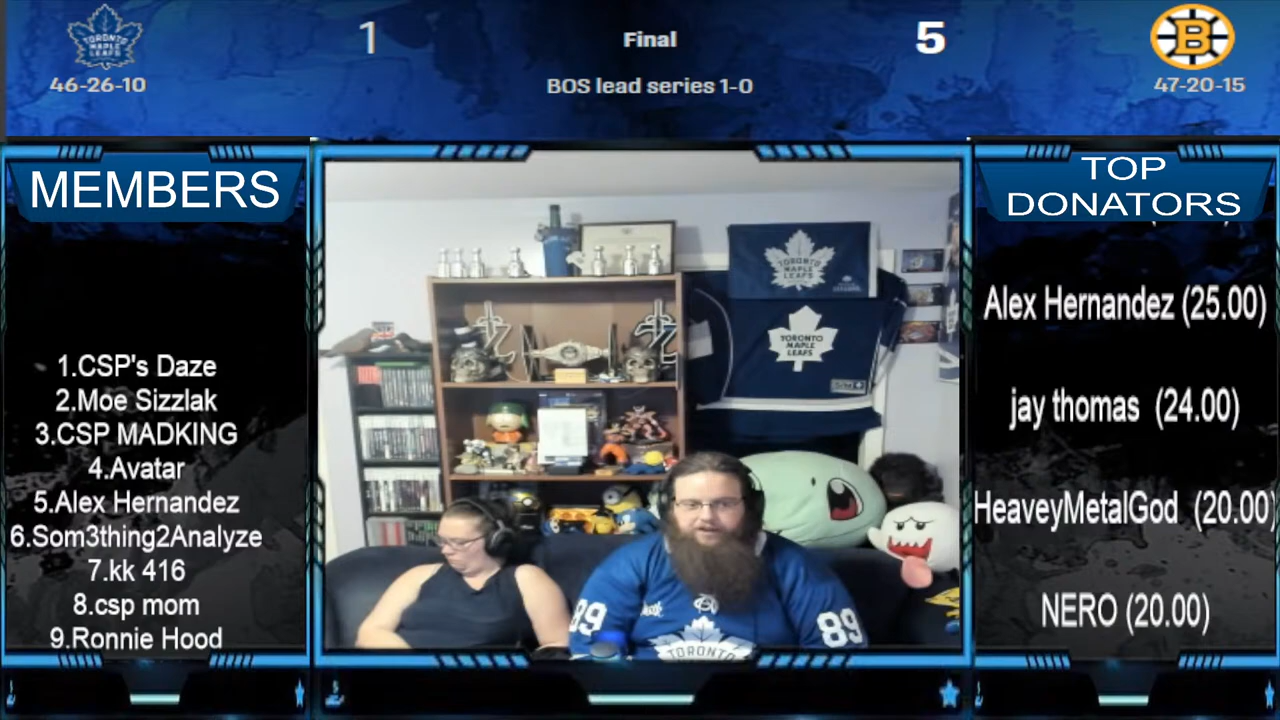 TORONTO
MAPLE
LEAFS
46-26-10
1
Final
BOS lead series 1-0
5
B
47-20-15
MEMBERS
1.CSP's Daze
2.Moe Sizzlak
3.CSP MADKING
4.Avatar
5.Alex Hernandez
6.Som3thing2Analyze
7.kk 416
8.csp mom
9.Ronnie Hood
TORONTO
MAPLE
LEAFS
MAPLE
LEAFS
89
89
TORONTO
TOP
DONATORS
Alex Hernandez (25.00)
jay thomas (24.00)
HeaveyMetalGod (20.00)
NERO (20.00)